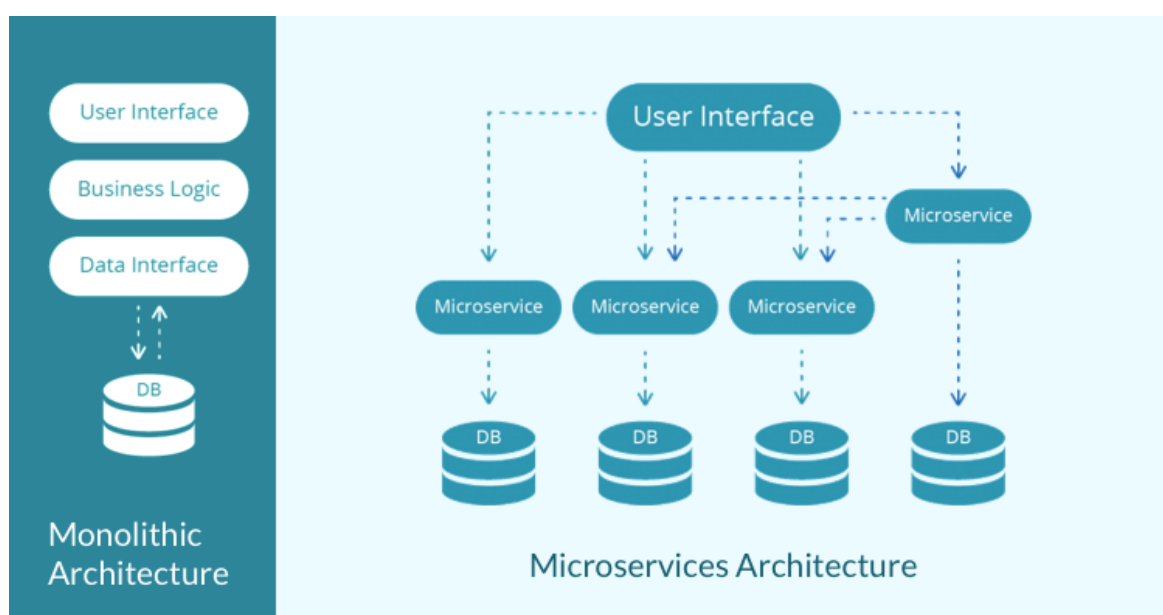 User Interface
Business Logic
Data Interface
DB
Monolithic
Architecture
User Interface
Microservice
Microservice
Microservice
Microservice
DB
DB
DB
DB
Microservices Architecture